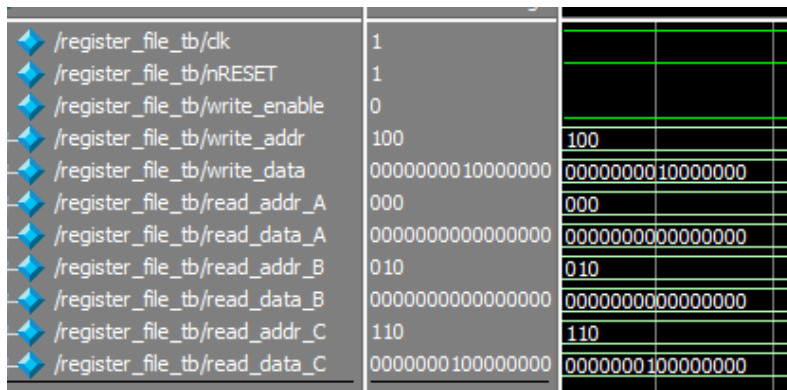 /register_file_tb/clk 1
/register_file_tb/nRESET 1
/register_file_tb/write_enable 0
/register_file_tb/write_addr 100 100
/register_file_tb/write_data 0000000010000000 0000000010000000
/register_file_tb/read_addr_A 000 000
/register_file_tb/read_data_A 0000000000000000 0000000000000000
/register_file_tb/read_addr_B 010 010
/register_file_tb/read_data_B 0000000000000000 0000000000000000
/register_file_tb/read_addr_C 110 110
/register_file_tb/read_data_C 0000000100000000 0000000100000000